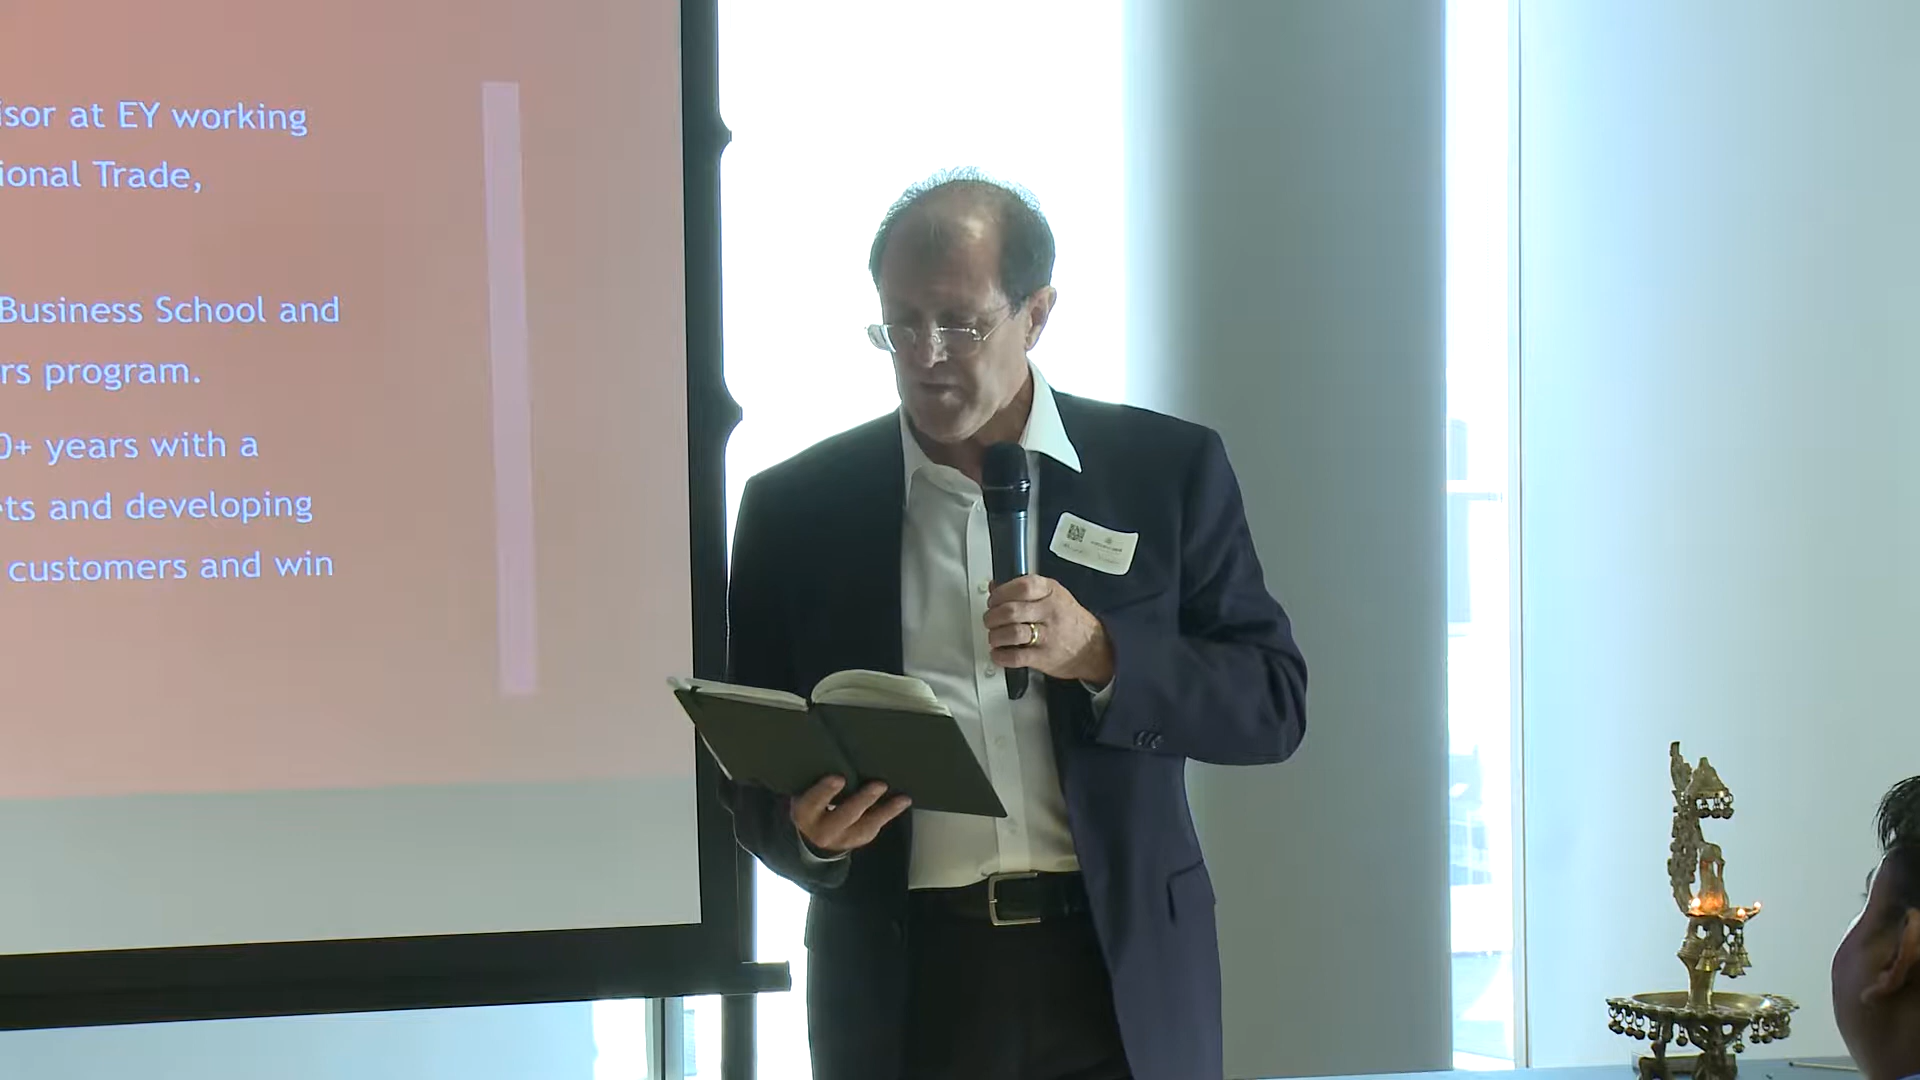 isor at EY working
ional Trade,
Business School and
rs program.
0+ years with a
ts and developing
customers and win